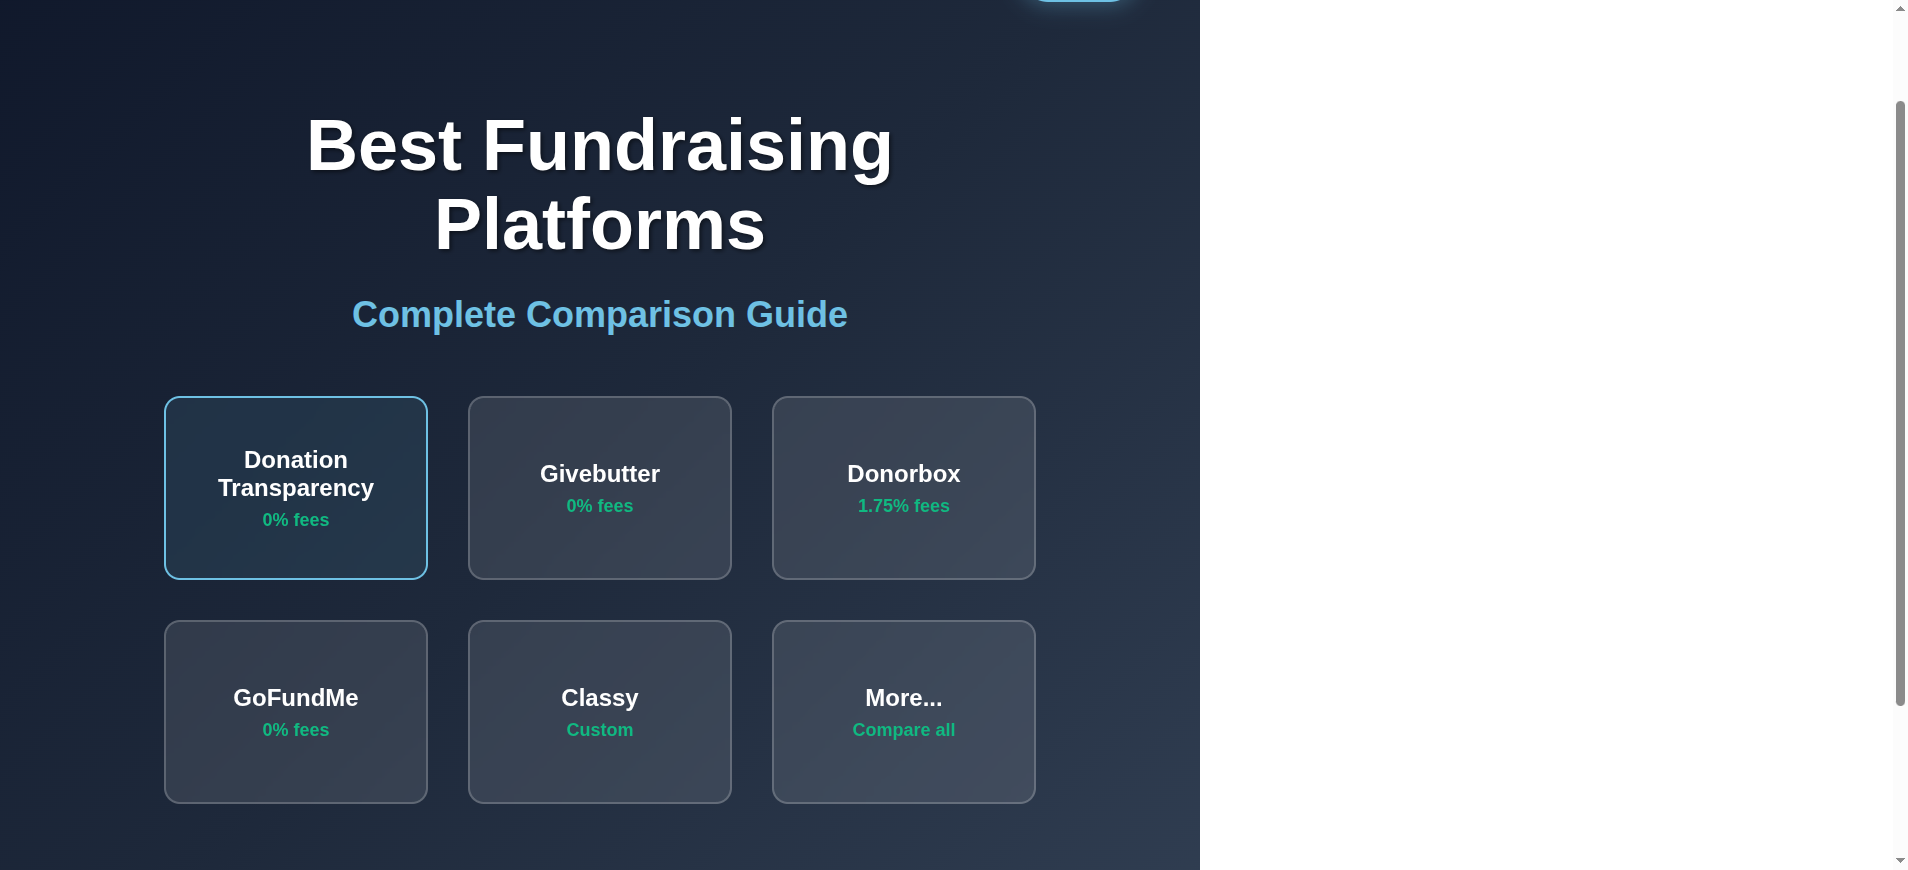 Best Fundraising
Platforms
Complete Comparison Guide
Donation
Transparency
0% fees
Givebutter
0% fees
Donorbox
1.75% fees
GoFundMe
0% fees
Classy
Custom
More...
Compare all